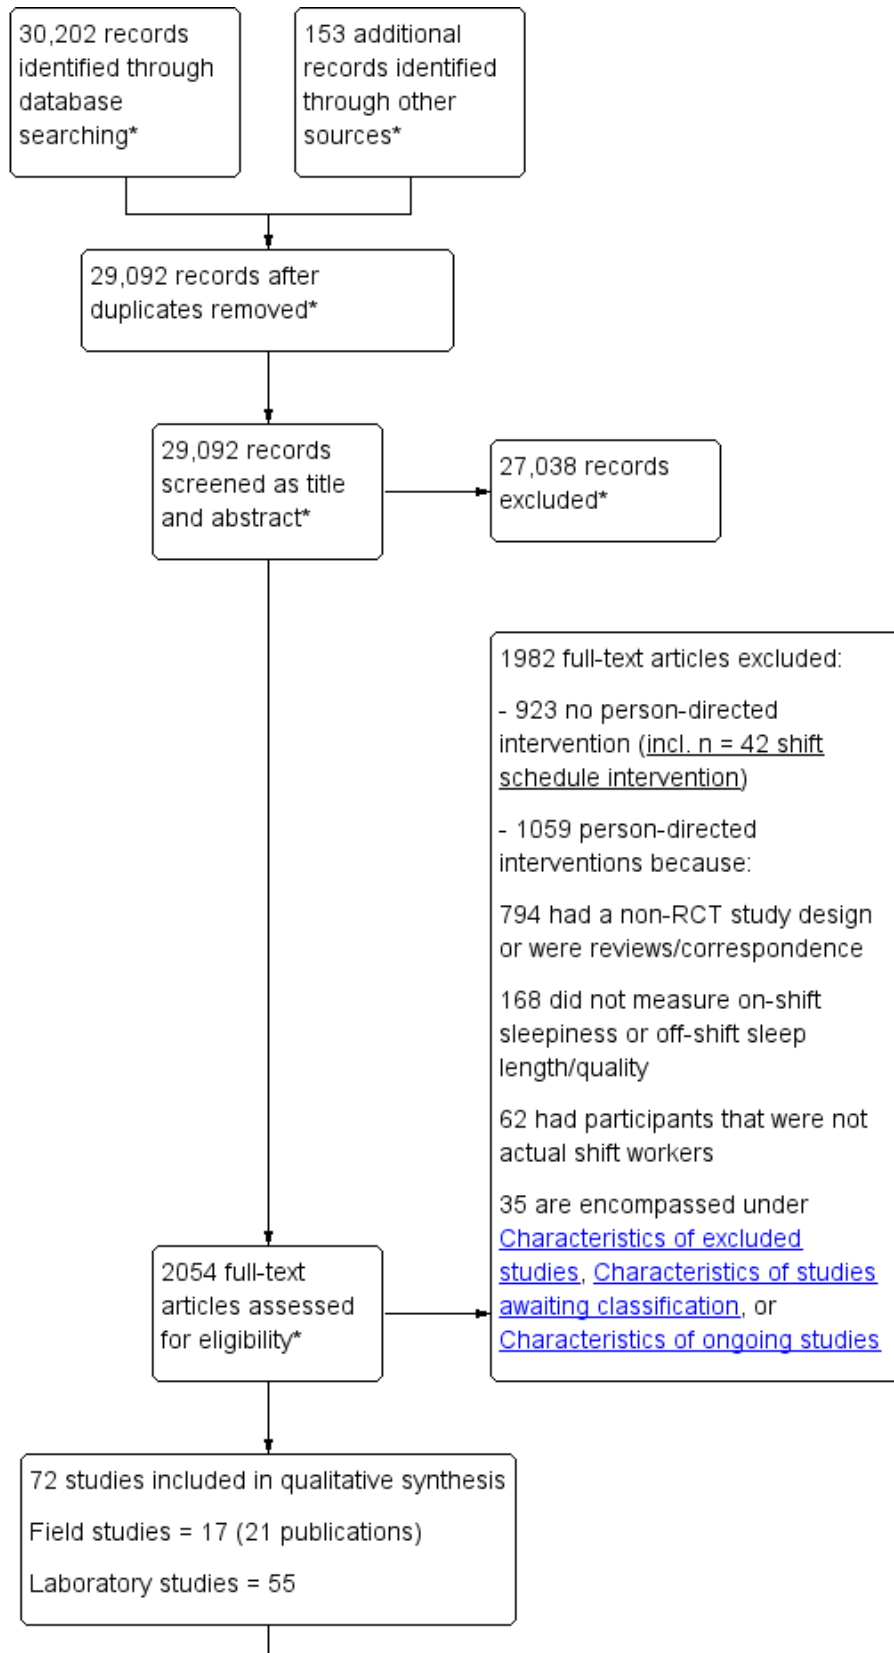 30,202 records
identified through
database
searching*
153 additional
records identified
through other
sources*
29,092 records after
duplicates removed*
29,092 records
screened as title
and abstract*
27,038 records
excluded*
1982 full-text articles excluded:
- 923 no person-directed
intervention (incl. n = 42 shift
schedule intervention)
- 1059 person-directed
interventions because:
794 had a non-RCT study design
or were reviews/correspondence
168 did not measure on-shift
sleepiness or off-shift sleep
length/quality
62 had participants that were not
actual shift workers
35 are encompassed under
Characteristics of excluded
studies, Characteristics of studies
awaiting classification, or
Characteristics of ongoing studies
2054 full-text
articles assessed
for eligibility*
72 studies included in qualitative synthesis
Field studies = 17 (21 publications)
Laboratory studies = 55